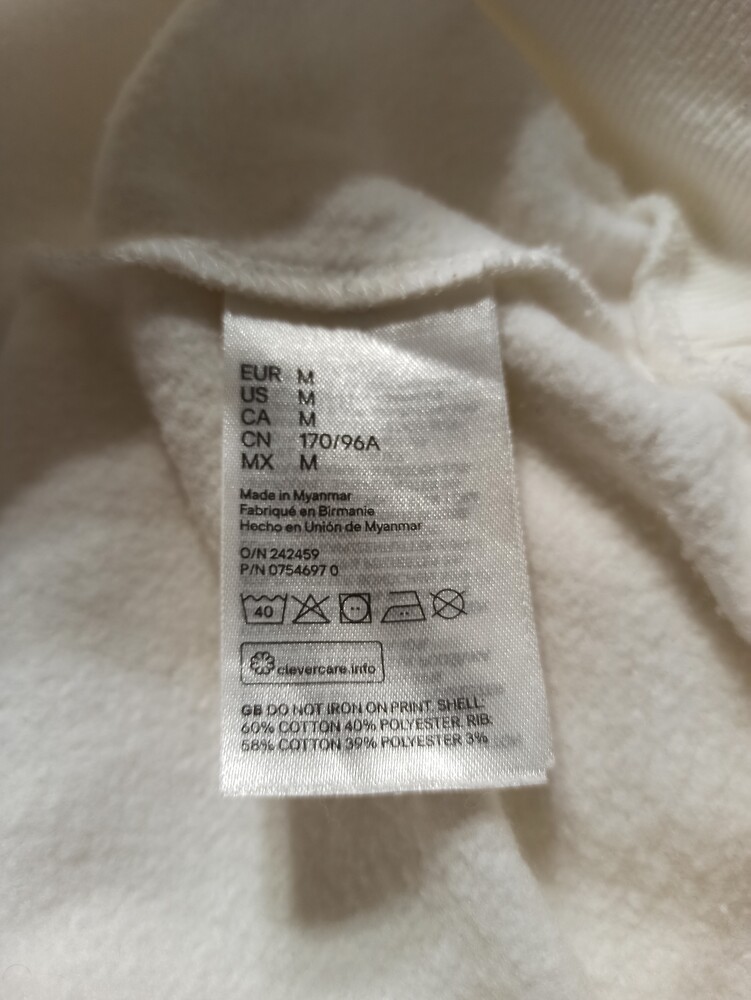 EUR M
US M
CA M
CN 170/96A
MX M
Made in Myanmar
Fabriqué en Birmanie
Hecho en Unión de Myanmar
O/N 242459
P/N 0754697 0
40
clevercare.info
GB DO NOT IRON ON PRINT. SHELL:
60% COTTON 40% POLYESTER. RIB:
58% COTTON 39% POLYESTER 3%